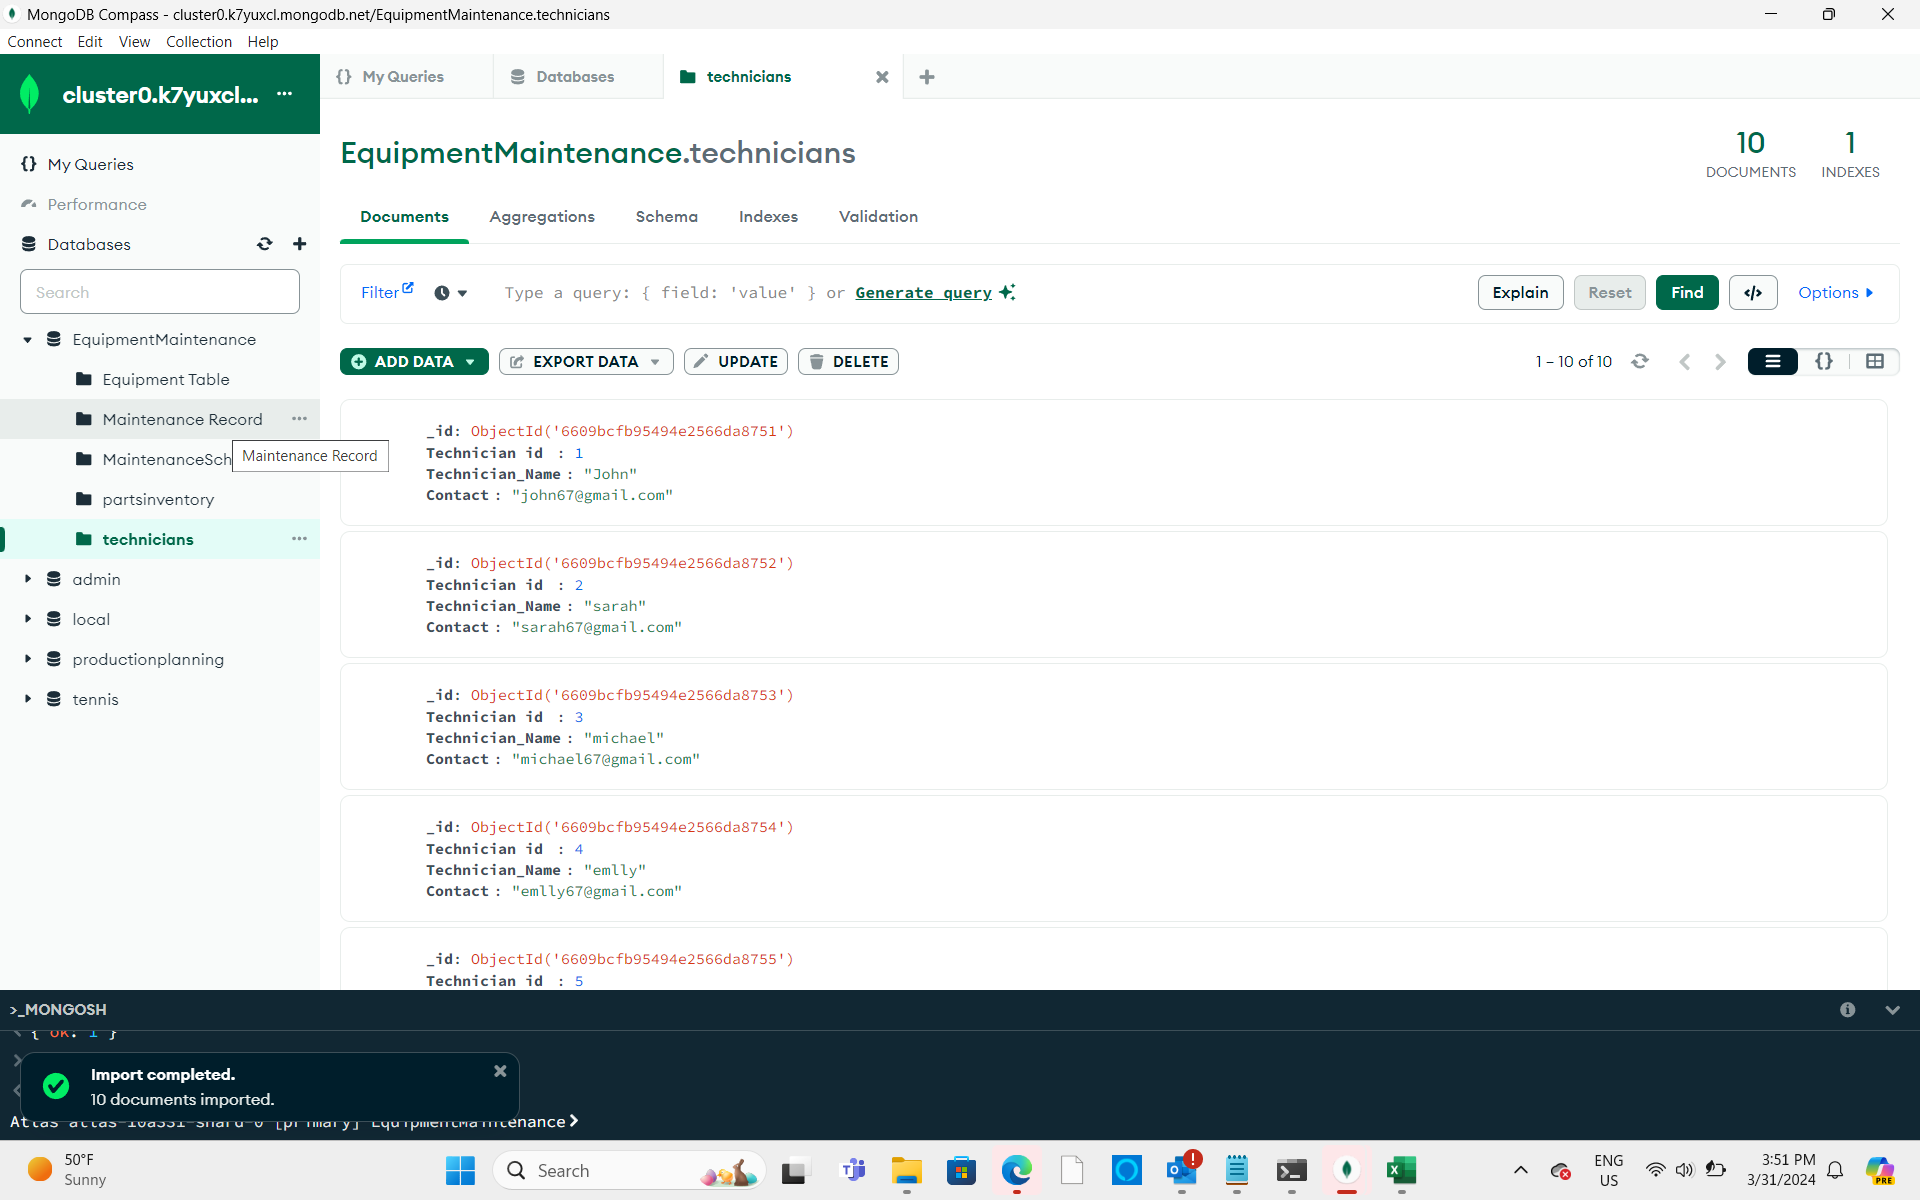 MongoDB Compass - cluster0.k7yuxcl.mongodb.net/EquipmentMaintenance.technicians
Connect Edit View Collection Help
cluster0.k7yuxcl... ...
{} My Queries
Databases
technicians
My Queries
Performance
Databases
Search
EquipmentMaintenance
Equipment Table
Maintenance Record
MaintenanceSch
Maintenance Record
partsinventory
technicians
admin
local
productionplanning
tennis
EquipmentMaintenance.technicians
10
DOCUMENTS
1
INDEXES
Documents Aggregations Schema Indexes Validation
Filter Type a query: { field: 'value' } or Generate query Explain Reset Find </> Options
ADD DATA EXPORT DATA UPDATE DELETE 1 – 10 of 10 {}
_id: ObjectId('6609bcfb95494e2566da8751')
Technician id : 1
Technician_Name : "John"
Contact : "john67@gmail.com"
_id: ObjectId('6609bcfb95494e2566da8752')
Technician id : 2
Technician_Name : "sarah"
Contact : "sarah67@gmail.com"
_id: ObjectId('6609bcfb95494e2566da8753')
Technician id : 3
Technician_Name : "michael"
Contact : "michael67@gmail.com"
_id: ObjectId('6609bcfb95494e2566da8754')
Technician id : 4
Technician_Name : "emlly"
Contact : "emlly67@gmail.com"
_id: ObjectId('6609bcfb95494e2566da8755')
Technician id : 5
>_MONGOSH
< { ok: 1 }
Import completed.
10 documents imported.
Atlas atlas-10a331-shard-0 [primary] EquipmentMaintenance>
50°F
Sunny
Search
ENG
US
3:51 PM
3/31/2024
PRE